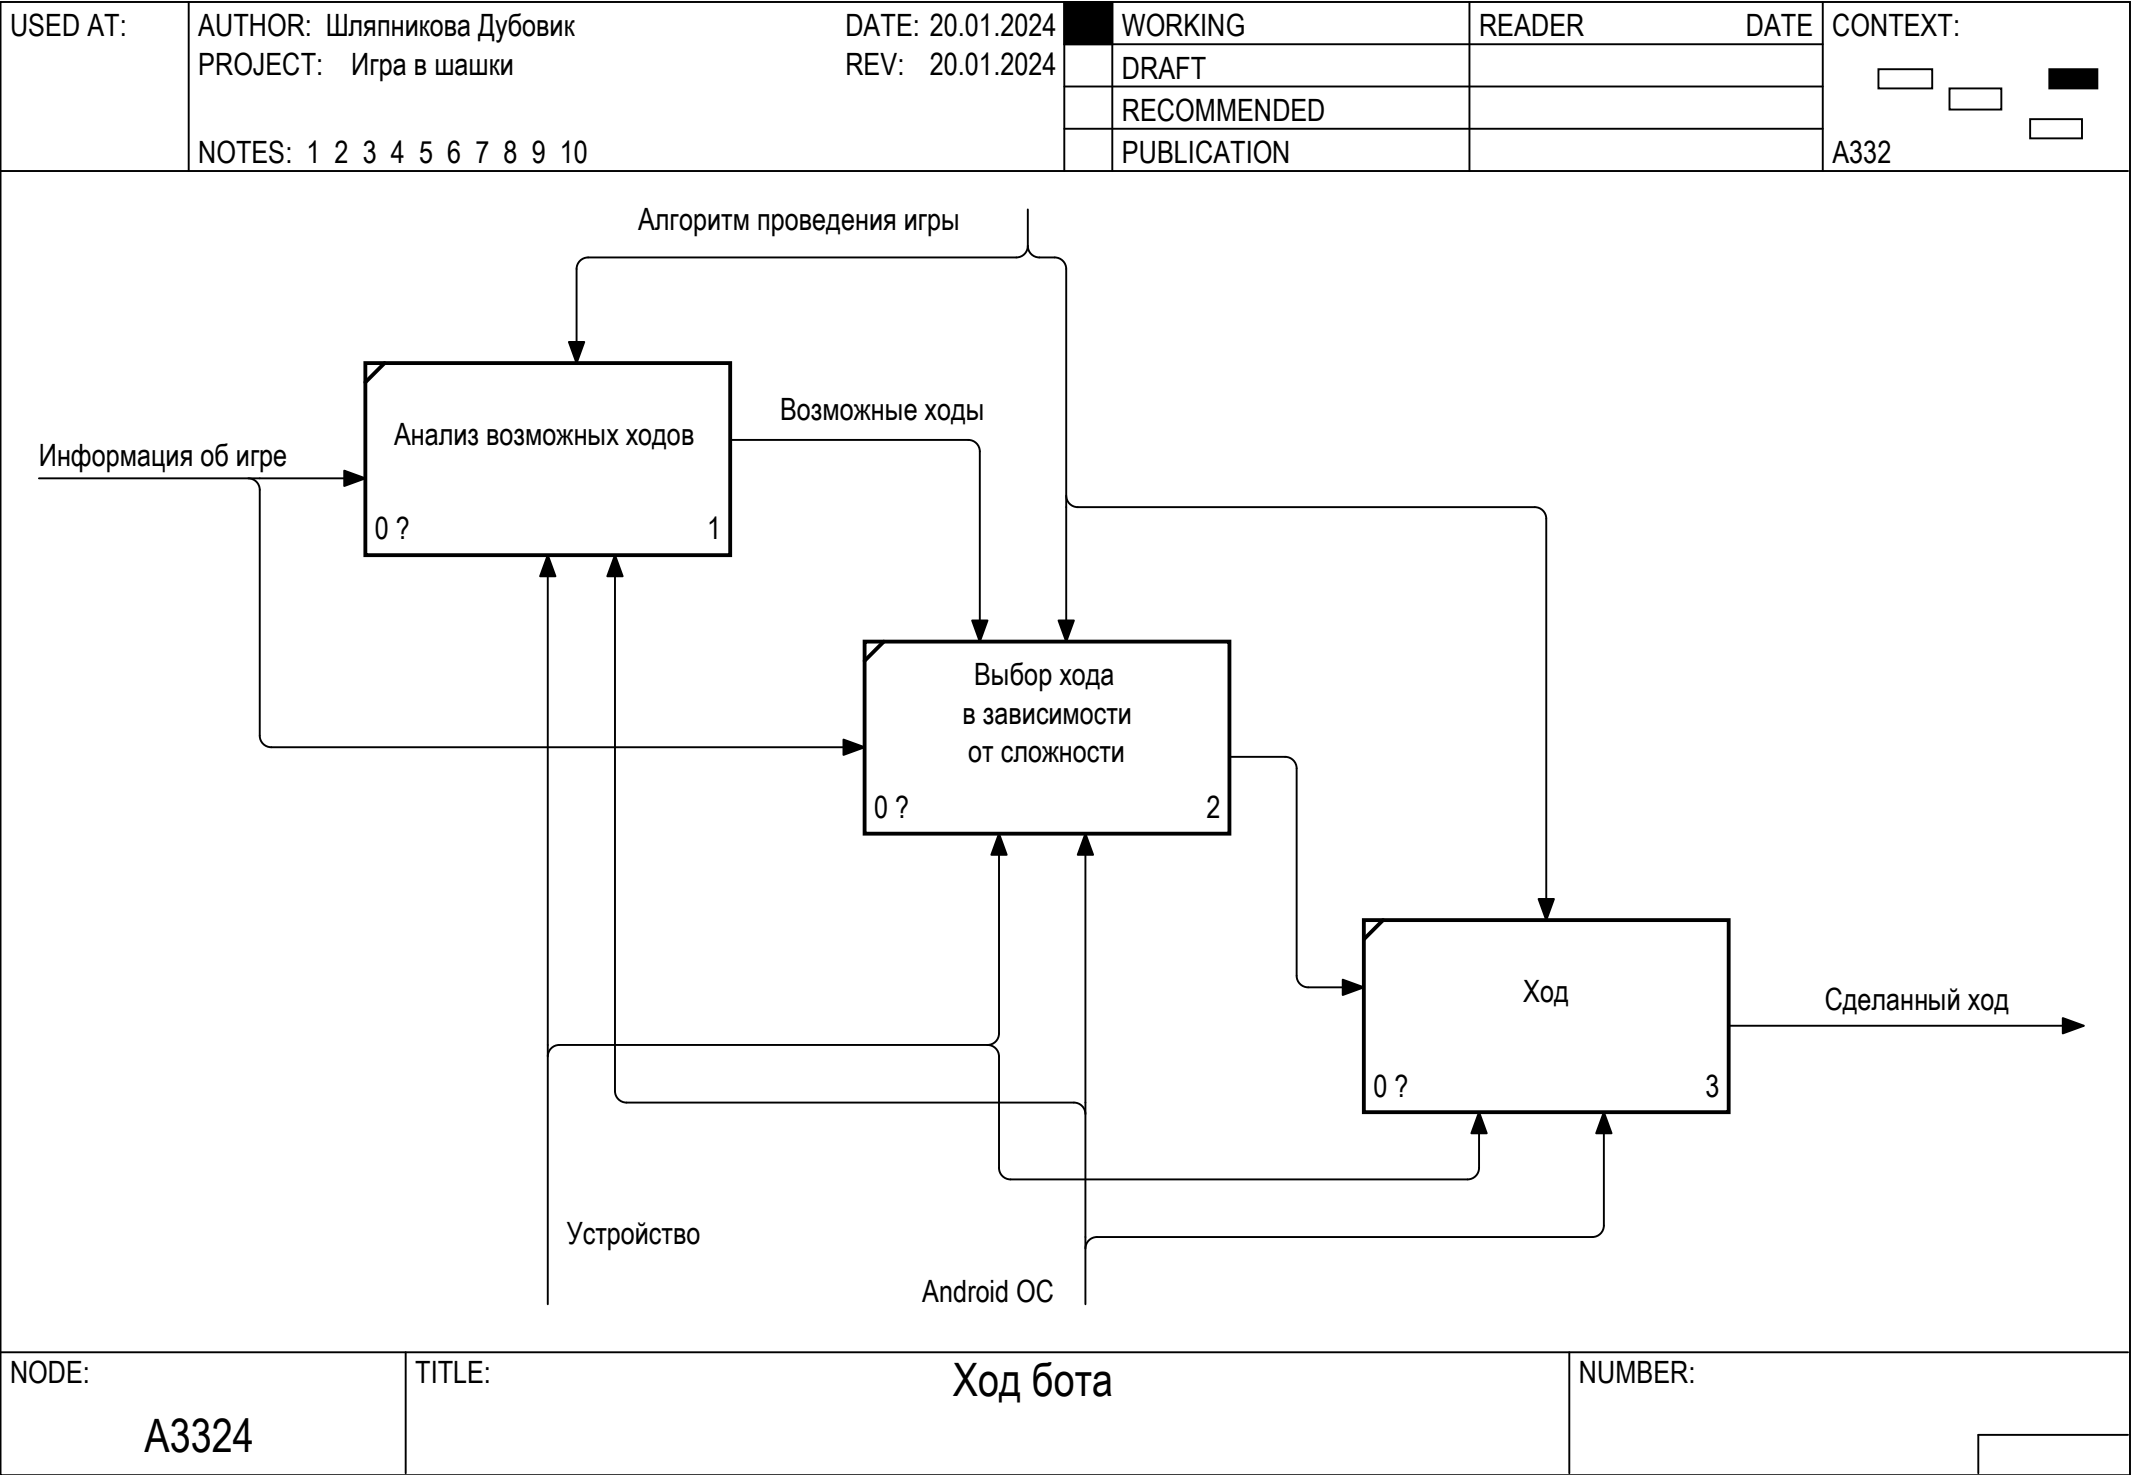 USED AT:
AUTHOR: Шляпникова Дубовик
DATE: 20.01.2024
PROJECT: Игра в шашки
REV: 20.01.2024
NOTES: 1 2 3 4 5 6 7 8 9 10
WORKING
DRAFT
RECOMMENDED
PUBLICATION
READER DATE
CONTEXT:
A332
Алгоритм проведения игры
Информация об игре
Анализ возможных ходов
0 ? 1
Возможные ходы
Выбор хода
в зависимости
от сложности
0 ? 2
Ход
0 ? 3
Сделанный ход
Устройство
Android ОС
NODE:
A3324
TITLE:
Ход бота
NUMBER: